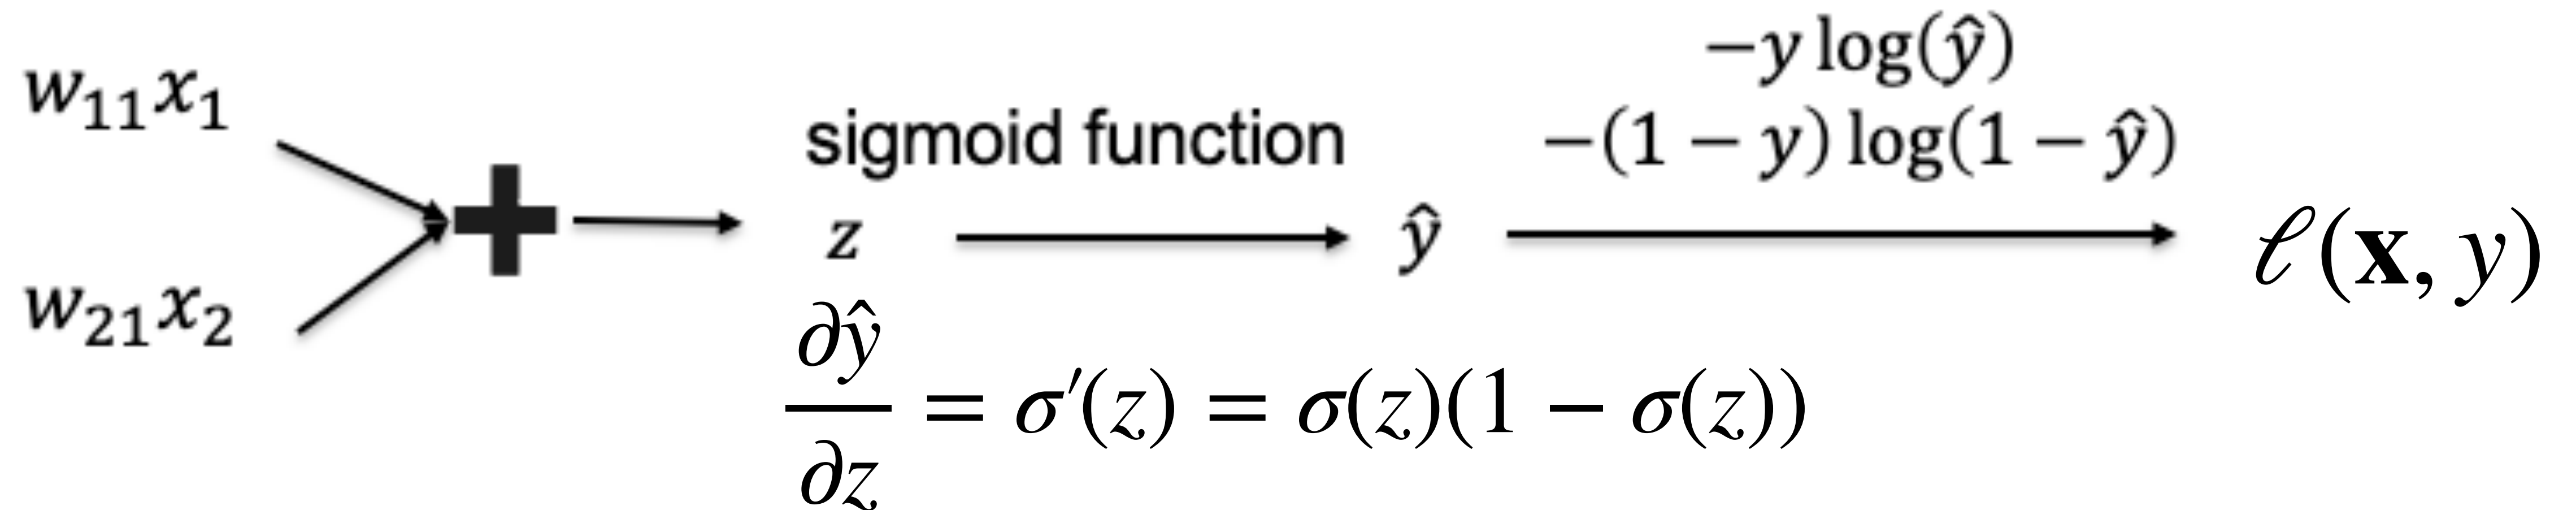 w₁₁x₁
w₂₁x₂
sigmoid function
z
ŷ
−y log(ŷ)
−(1 − y) log(1 − ŷ)
ℓ(𝐱, y)
∂ŷ/∂z = σ′(z) = σ(z)(1 − σ(z))